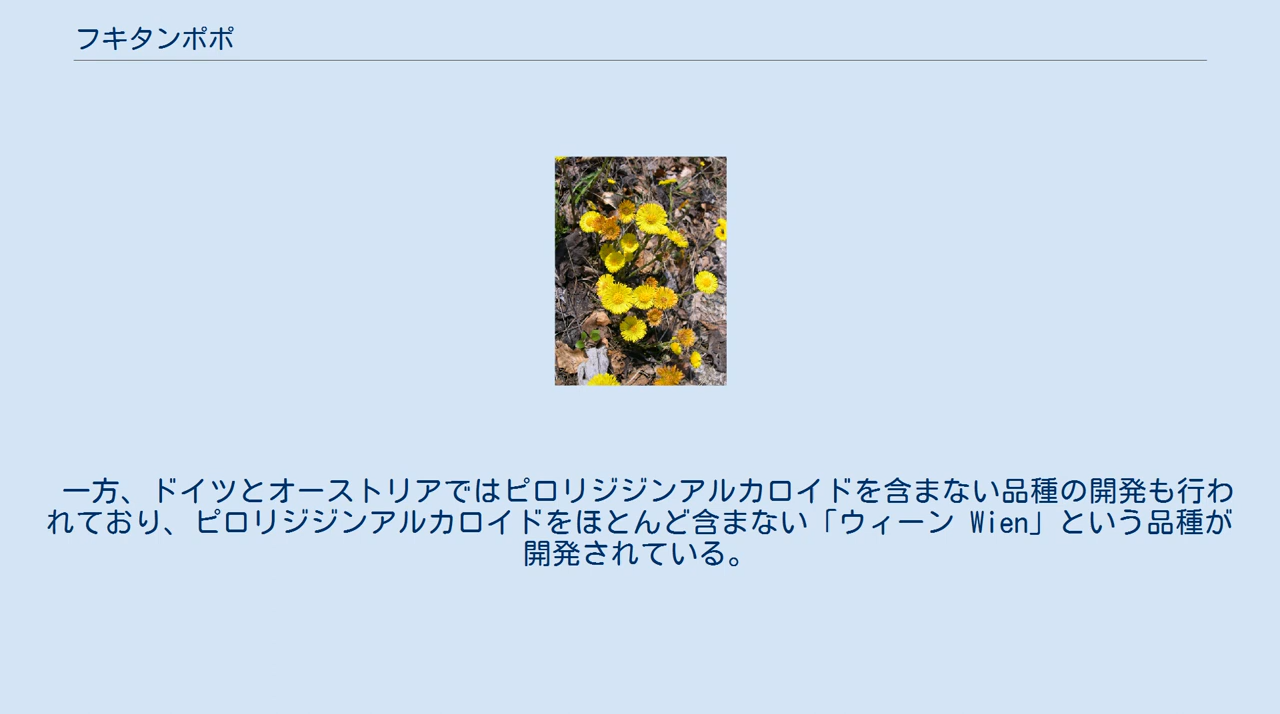 フキタンポポ
一方、ドイツとオーストリアではピロリジジンアルカロイドを含まない品種の開発も行わ
れており、ピロリジジンアルカロイドをほとんど含まない「ウィーン Wien」という品種が
開発されている。